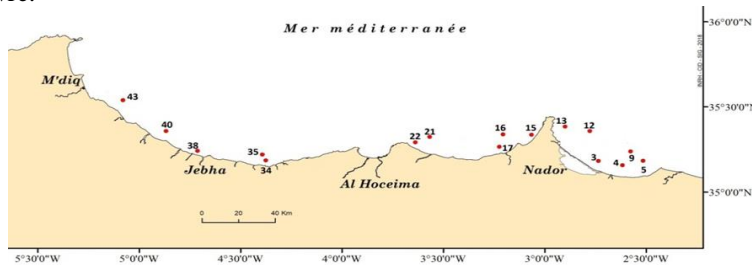 Mer méditerranée
36°0'0"N
M'diq
43
35°30'0"N
40
13
12
16
15
22
21
38
35
17
9
3
4
5
34
Jebha
Al Hoceima
Nador
35°0'0"N
0 20 40 Km
5°30'0"W 5°0'0"W 4°30'0"W 4°0'0"W 3°30'0"W 3°0'0"W 2°30'0"W